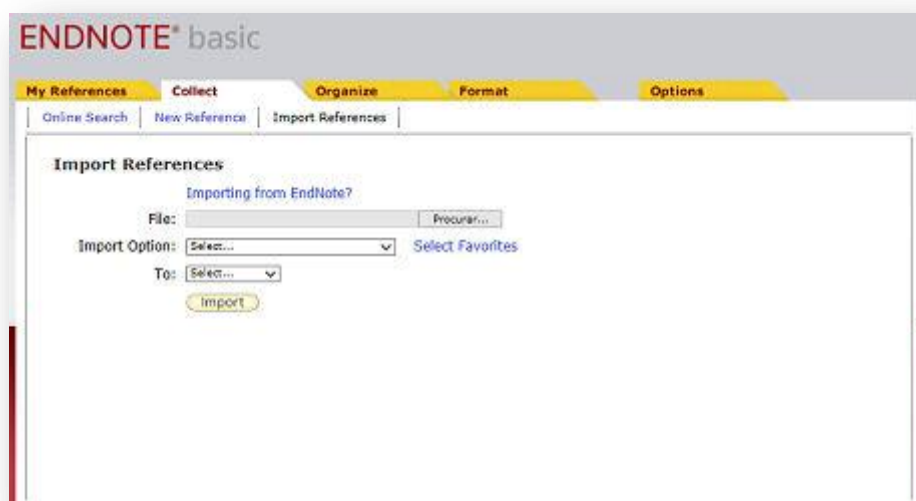 ENDNOTE® basic
My References Collect Organize Format Options
Online Search New Reference Import References
Import References
Importing from EndNote?
File: Procurar...
Import Option: Select... Select Favorites
To: Select...
Import